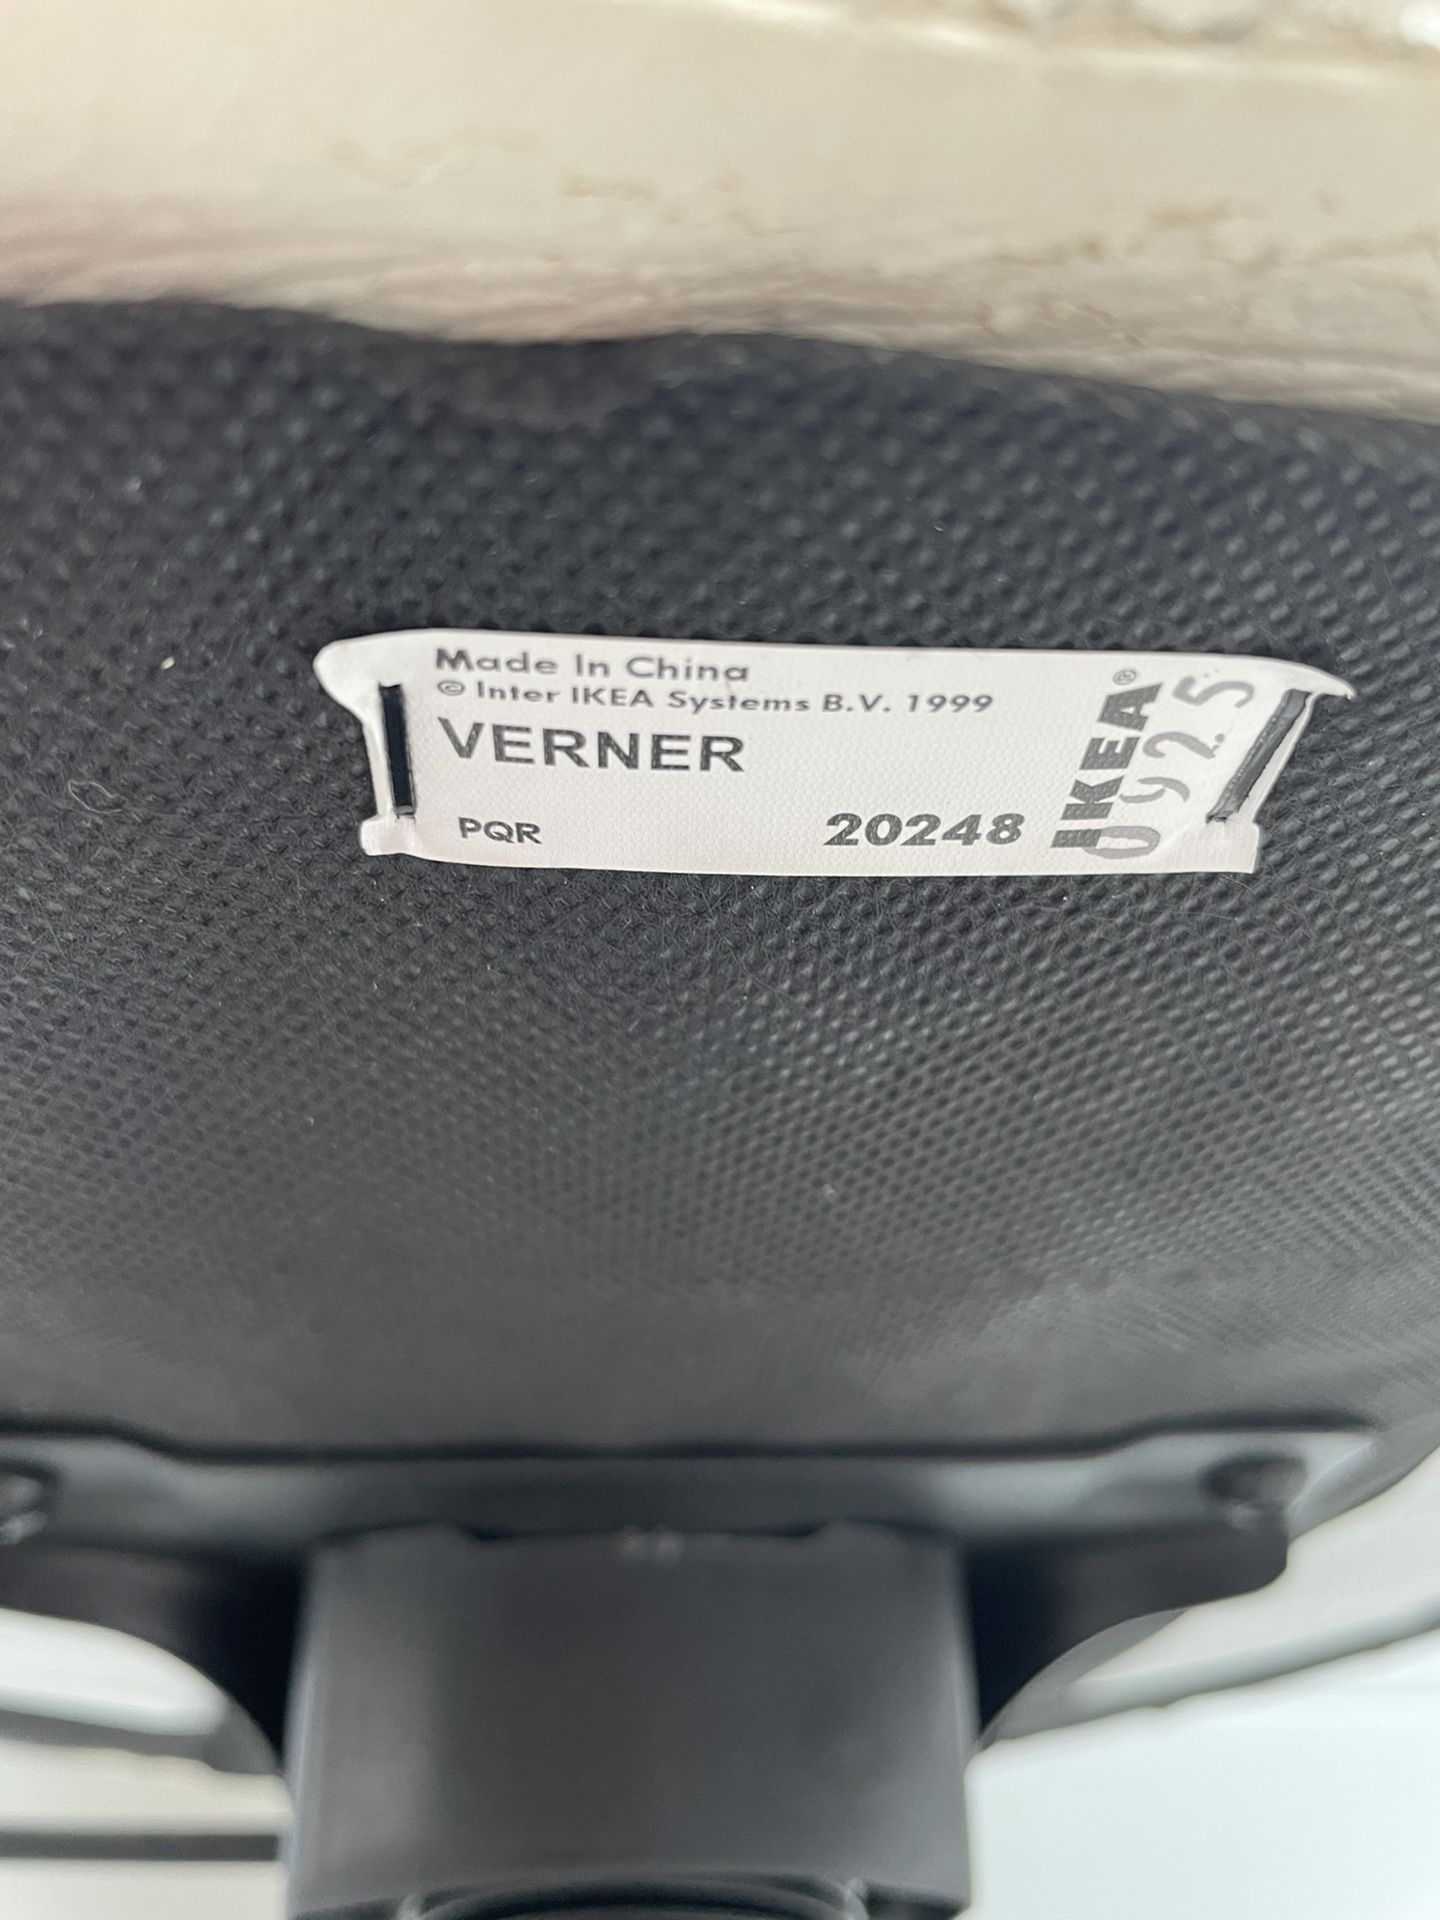 Made In China
© Inter IKEA Systems B.V. 1999
VERNER
PQR
20248
IKEA®
0925